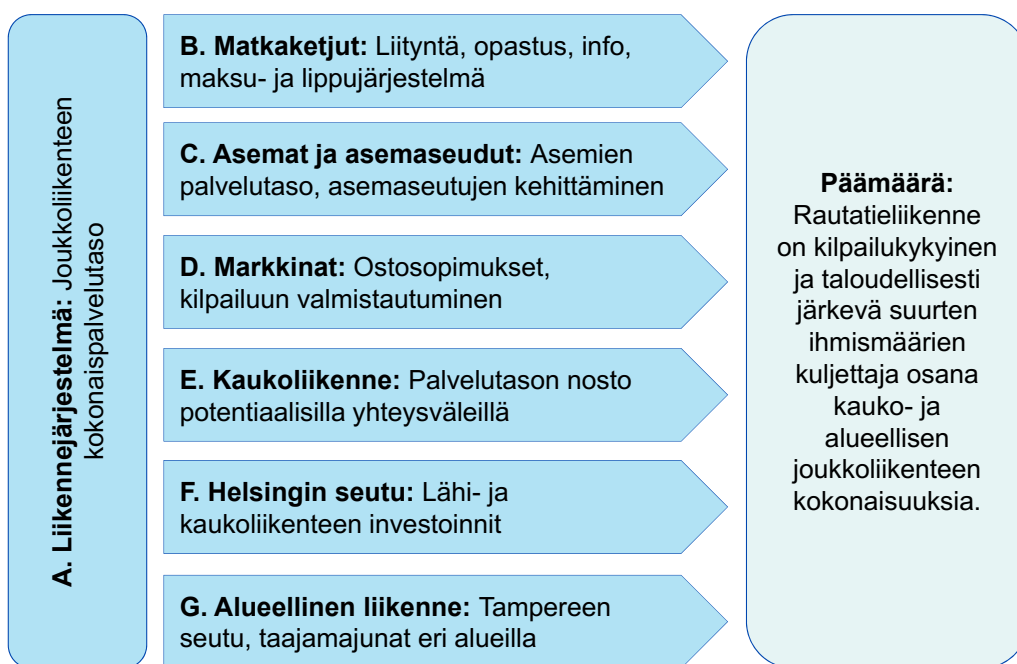 A. Liikennejärjestelmä: Joukkoliikenteen
kokonaispalvelutaso
B. Matkaketjut: Liityntä, opastus, info,
maksu- ja lippujärjestelmä
C. Asemat ja asemaseudut: Asemien
palvelutaso, asemaseutujen kehittäminen
D. Markkinat: Ostosopimukset,
kilpailuun valmistautuminen
E. Kaukoliikenne: Palvelutason nosto
potentiaalisilla yhteysväleillä
F. Helsingin seutu: Lähi- ja
kaukoliikenteen investoinnit
G. Alueellinen liikenne: Tampereen
seutu, taajamajunat eri alueilla
Päämäärä:
Rautatieliikenne
on kilpailukykyinen
ja taloudellisesti
järkevä suurten
ihmismäärien
kuljettaja osana
kauko- ja
alueellisen
joukkoliikenteen
kokonaisuuksia.